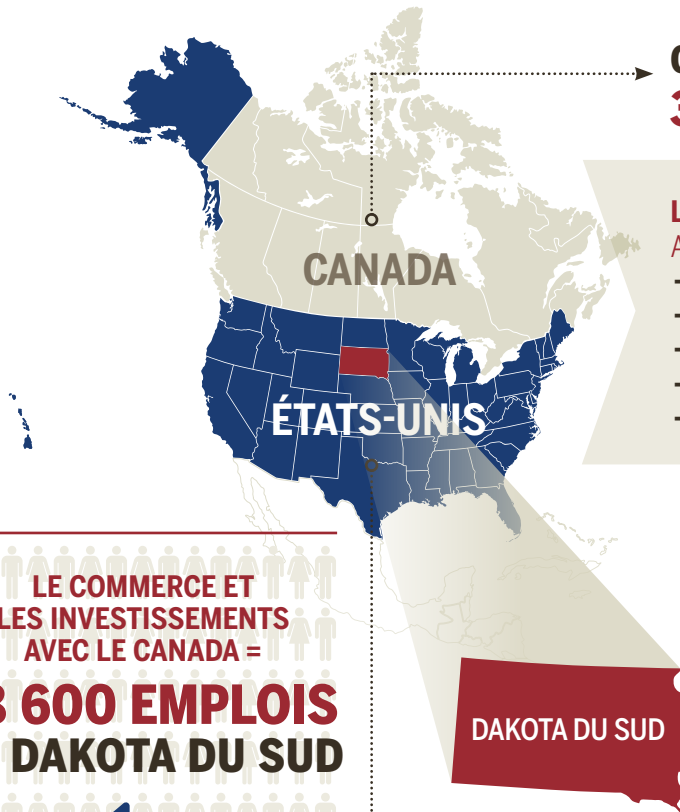 CANADA
ÉTATS-UNIS
LE COMMERCE ET
LES INVESTISSEMENTS
AVEC LE CANADA =
600 EMPLOIS
DAKOTA DU SUD
DAKOTA DU SUD